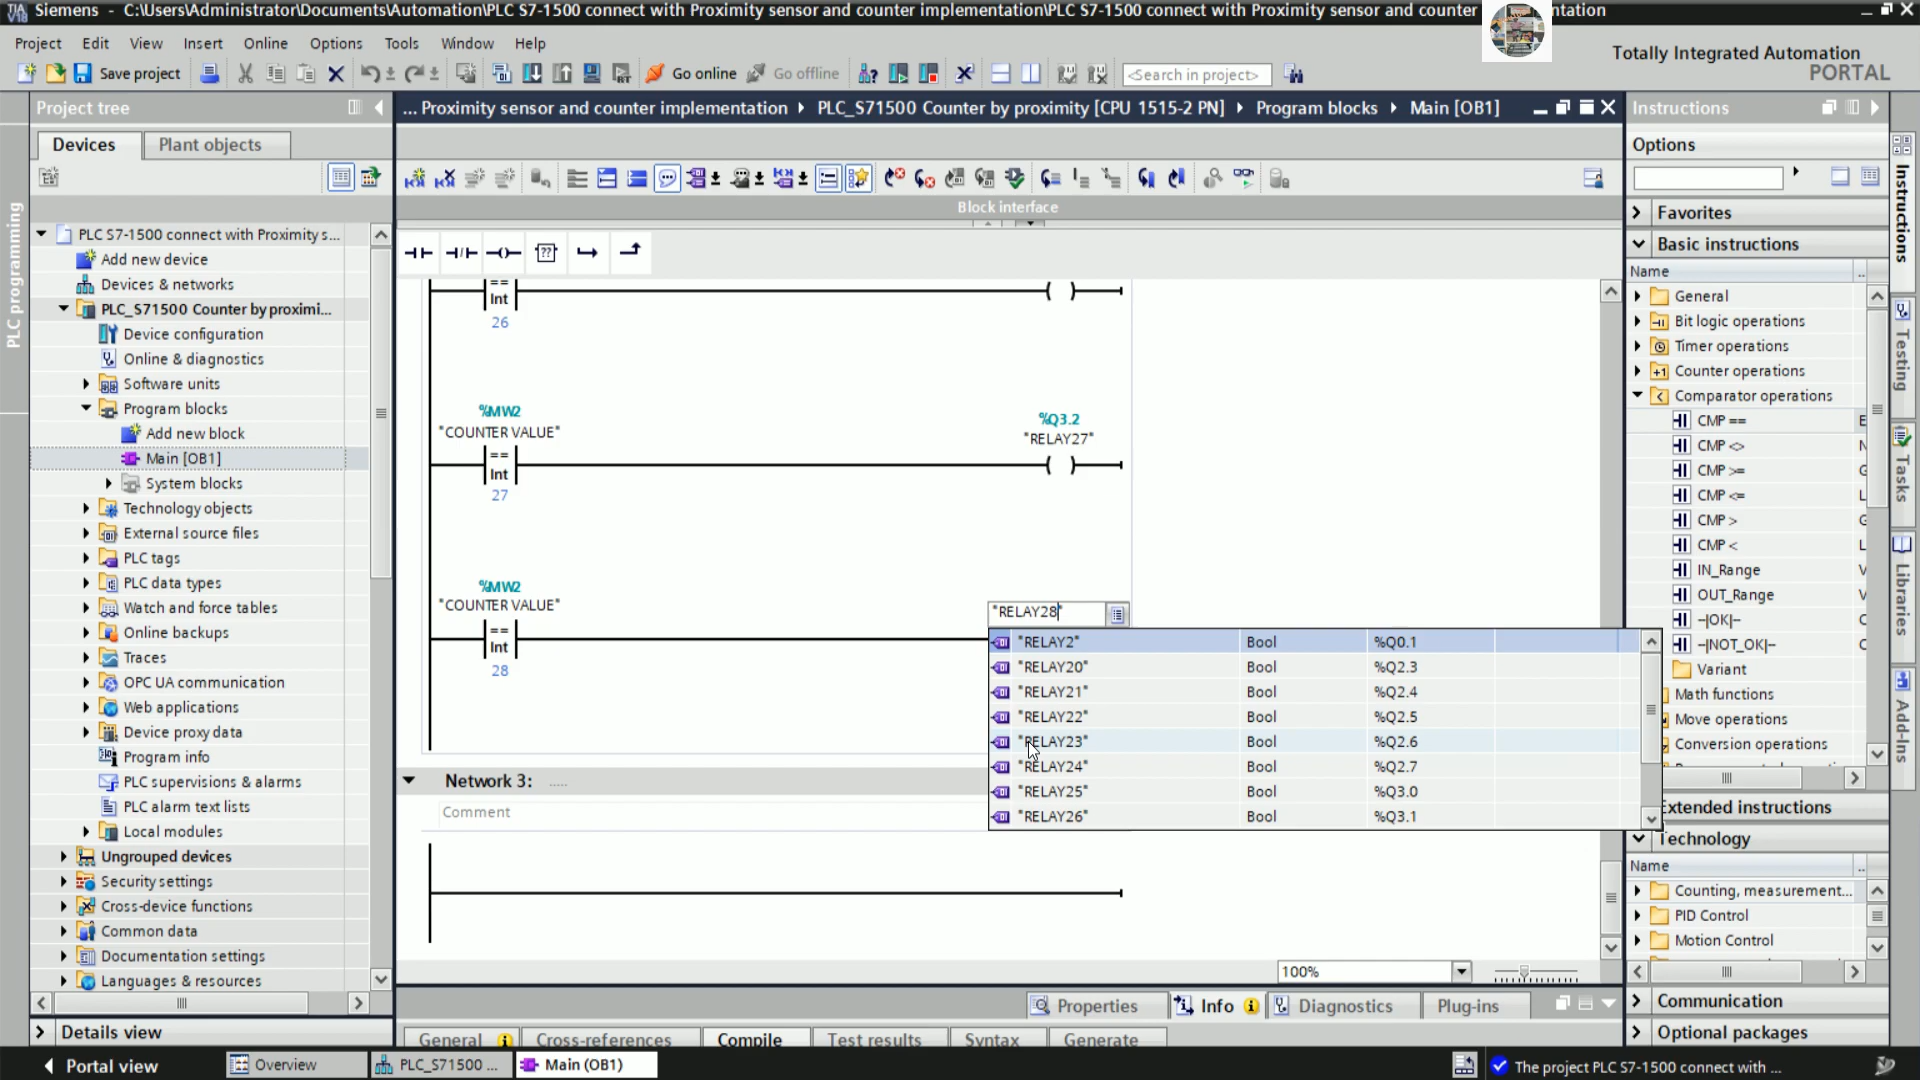 Siemens - C:\Users\Administrator\Documents\Automation\PLC S7-1500 connect with Proximity sensor and counter implementation\PLC S7-1500 connect with Proximity sensor and counter
Project Edit View Insert Online Options Tools Window Help
Totally Integrated Automation
PORTAL
Save project
Go online
Go offline
<Search in project>
Project tree
Devices
Plant objects
PLC programming
PLC S7-1500 connect with Proximity s...
Add new device
Devices & networks
PLC_S71500 Counter by proximi...
Device configuration
Online & diagnostics
Software units
Program blocks
Add new block
Main [OB1]
System blocks
Technology objects
External source files
PLC tags
PLC data types
Watch and force tables
Online backups
Traces
OPC UA communication
Web applications
Device proxy data
Program info
PLC supervisions & alarms
PLC alarm text lists
Local modules
Ungrouped devices
Security settings
Cross-device functions
Common data
Documentation settings
Languages & resources
Details view
... Proximity sensor and counter implementation PLC_S71500 Counter by proximity [CPU 1515-2 PN] Program blocks Main [OB1]
Block interface
==
Int
26
%MW2
"COUNTER VALUE"
==
Int
27
%Q3.2
"RELAY27"
%MW2
"COUNTER VALUE"
==
Int
28
"RELAY28"
"RELAY2" Bool %Q0.1
"RELAY20" Bool %Q2.3
"RELAY21" Bool %Q2.4
"RELAY22" Bool %Q2.5
"RELAY23" Bool %Q2.6
"RELAY24" Bool %Q2.7
"RELAY25" Bool %Q3.0
"RELAY26" Bool %Q3.1
Network 3: .....
Comment
100%
Properties
Info
Diagnostics
Plug-ins
General
Cross-references
Compile
Test results
Syntax
Generate
Instructions
Options
Favorites
Basic instructions
Name ..
General
Bit logic operations
Timer operations
Counter operations
Comparator operations
CMP == E
CMP <> N
CMP >= G
CMP <= L
CMP > G
CMP < L
IN_Range V
OUT_Range V
-|OK|- C
-|NOT_OK|- C
Variant
Math functions
Move operations
Conversion operations
Extended instructions
Technology
Name ..
Counting, measurement...
PID Control
Motion Control
Communication
Optional packages
Instructions
Testing
Tasks
Libraries
Add-Ins
Portal view
Overview
PLC_S71500 ...
Main (OB1)
The project PLC S7-1500 connect with ...